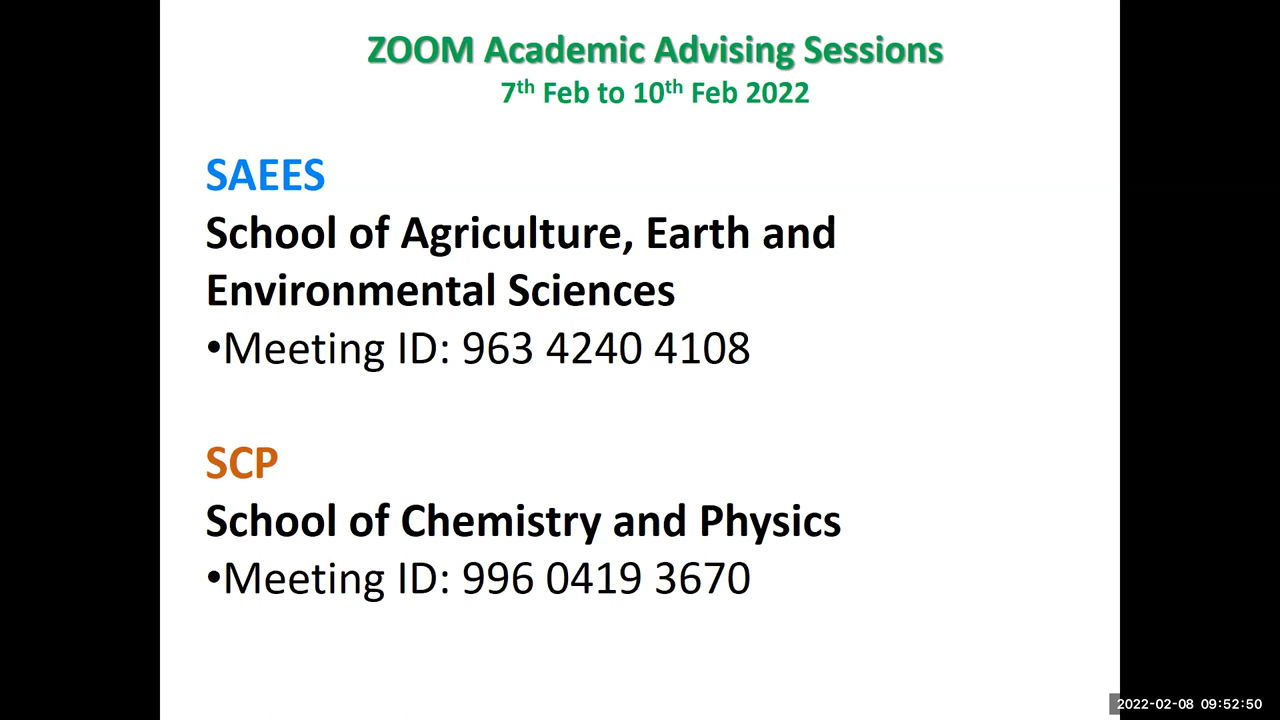 ZOOM Academic Advising Sessions
7th Feb to 10th Feb 2022
SAEES
School of Agriculture, Earth and
Environmental Sciences
•Meeting ID: 963 4240 4108
SCP
School of Chemistry and Physics
•Meeting ID: 996 0419 3670
2022-02-08 09:52:50